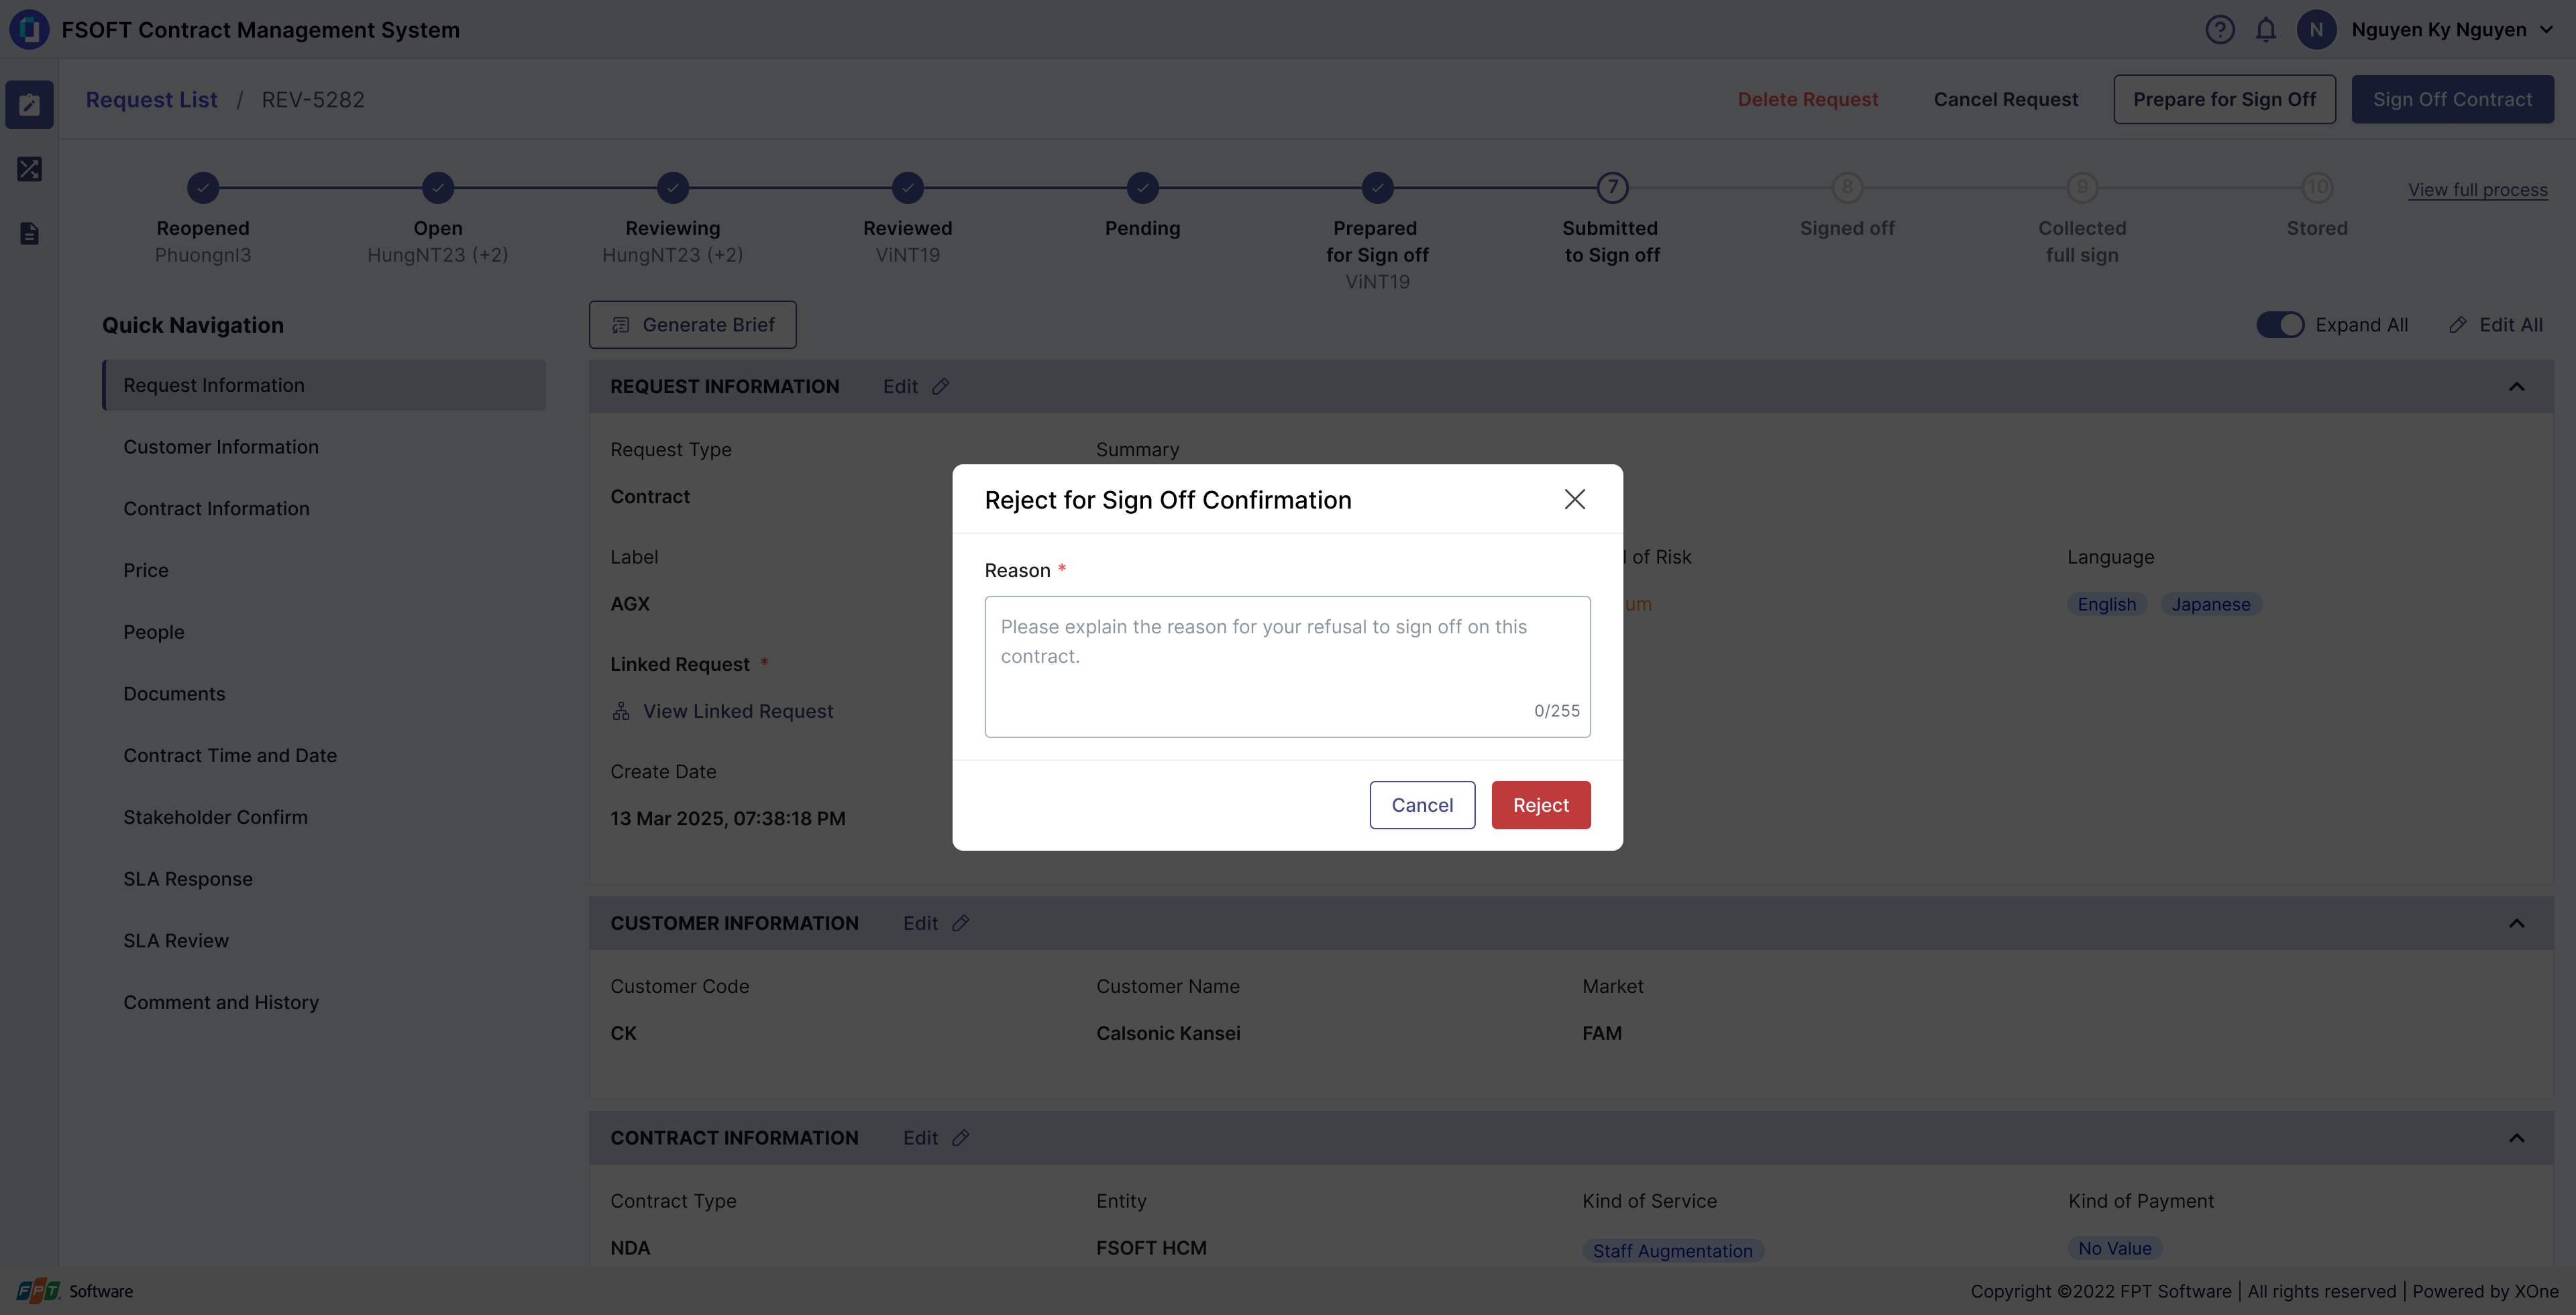 FSOFT Contract Management System
N Nguyen Ky Nguyen
Request List / REV-5282
Delete Request Cancel Request Prepare for Sign Off Sign Off Contract
7 8 9 10
View full process
Reopened Open Reviewing Reviewed Pending Prepared for Sign off Submitted to Sign off Signed off Collected full sign Stored
Phuongnl3 HungNT23 (+2) HungNT23 (+2) ViNT19 ViNT19
Quick Navigation
Request Information
Customer Information
Contract Information
Price
People
Documents
Contract Time and Date
Stakeholder Confirm
SLA Response
SLA Review
Comment and History
Generate Brief
Expand All Edit All
REQUEST INFORMATION Edit
Request Type Summary
Contract
Label of Risk Language
AGX um English Japanese
Linked Request *
View Linked Request
Create Date
13 Mar 2025, 07:38:18 PM
Reject for Sign Off Confirmation
Reason *
Please explain the reason for your refusal to sign off on this
contract.
0/255
Cancel Reject
CUSTOMER INFORMATION Edit
Customer Code Customer Name Market
CK Calsonic Kansei FAM
CONTRACT INFORMATION Edit
Contract Type Entity Kind of Service Kind of Payment
NDA FSOFT HCM Staff Augmentation No Value
FPT Software
Copyright ©2022 FPT Software | All rights reserved | Powered by XOne